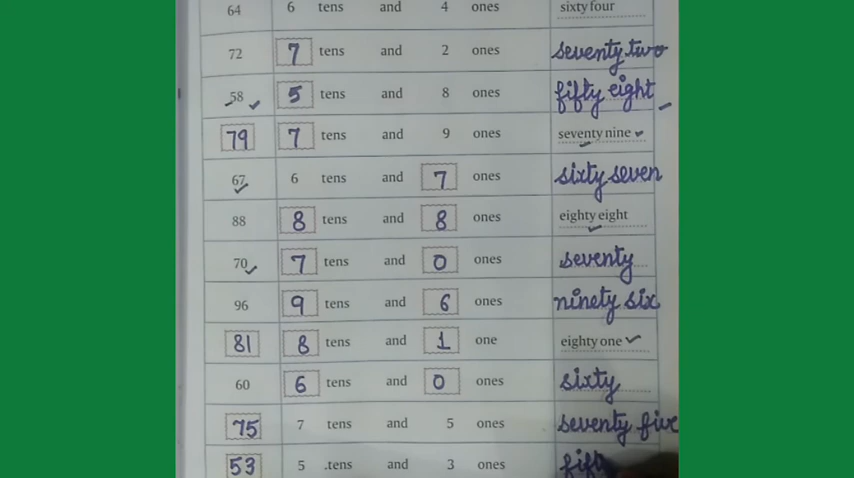 64 6 tens and 4 ones sixty four
72 7 tens and 2 ones seventy two
58 5 tens and 8 ones fifty eight
79 7 tens and 9 ones seventy nine
67 6 tens and 7 ones sixty seven
88 8 tens and 8 ones eighty eight
70 7 tens and 0 ones seventy
96 9 tens and 6 ones ninety six
81 8 tens and 1 one eighty one
60 6 tens and 0 ones sixty
75 7 tens and 5 ones seventy five
53 5 tens and 3 ones